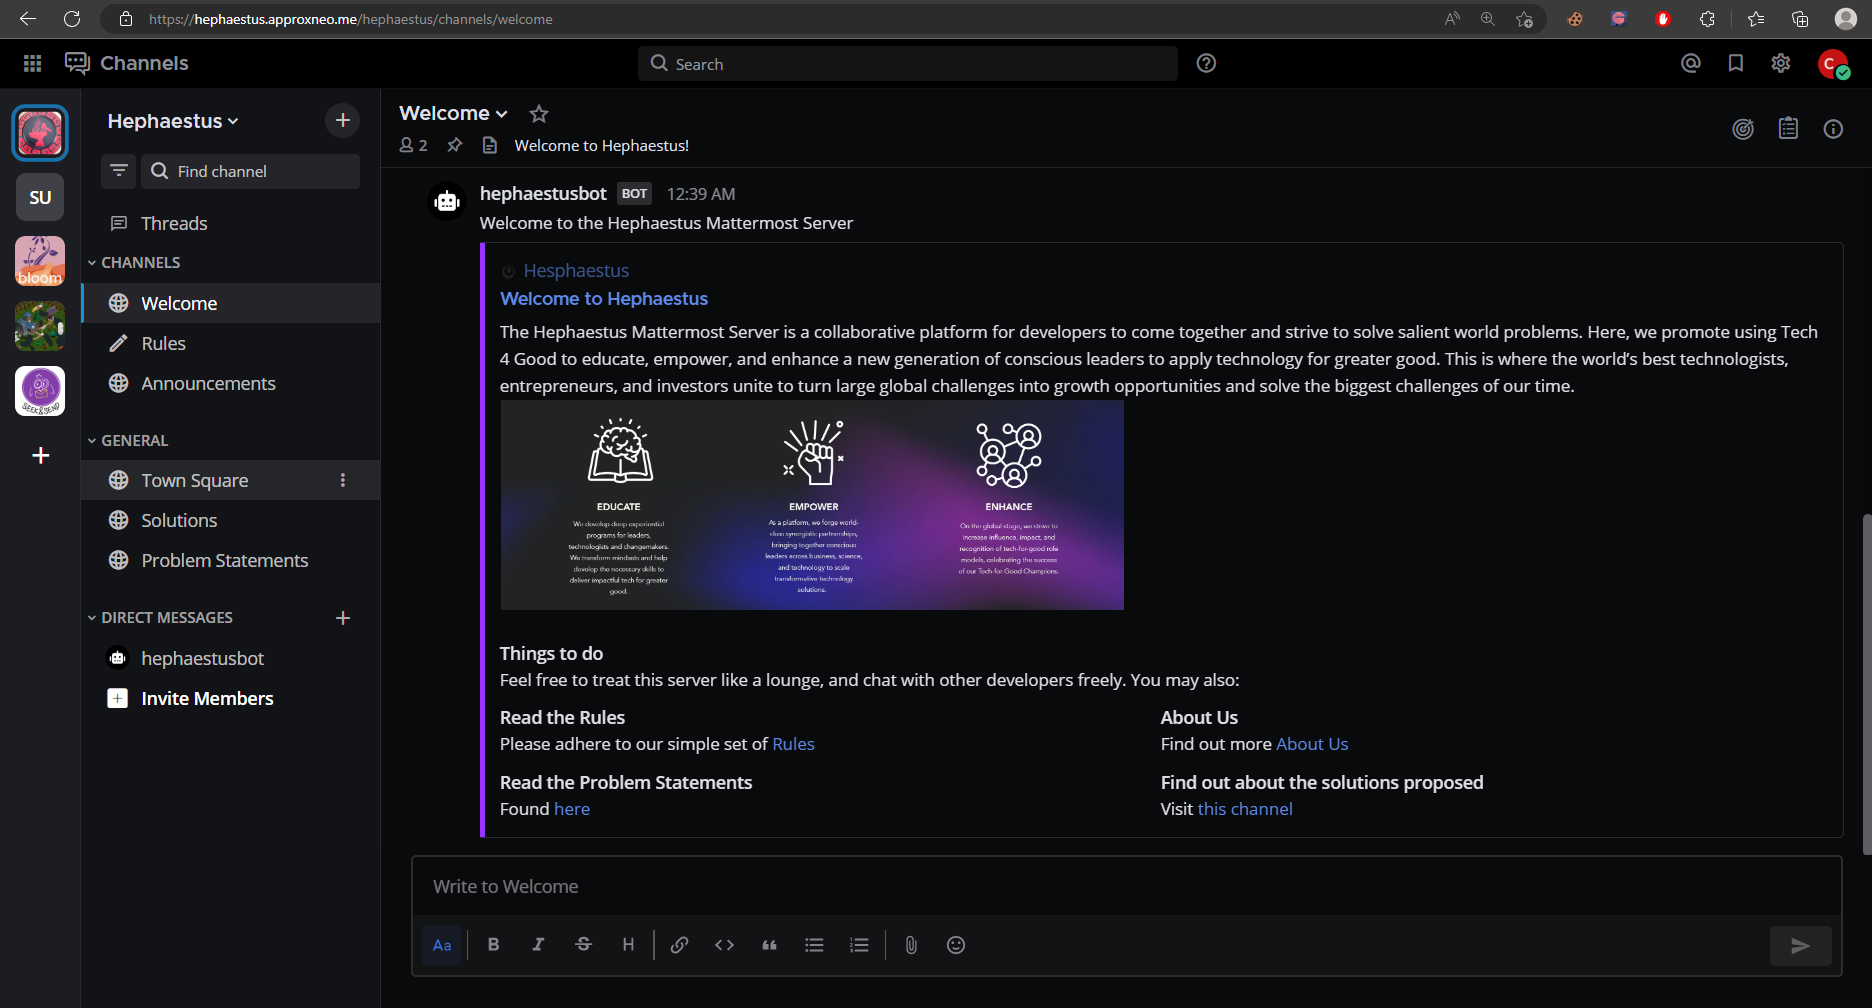 https://hephaestus.approxneo.me/hephaestus/channels/welcome
Channels
Search
C
Hephaestus
Find channel
SU
bloom
SEEK&SEND
Threads
CHANNELS
Welcome
Rules
Announcements
GENERAL
Town Square
Solutions
Problem Statements
DIRECT MESSAGES
hephaestusbot
Invite Members
Welcome
2
Welcome to Hephaestus!
hephaestusbot BOT 12:39 AM
Welcome to the Hephaestus Mattermost Server
Hesphaestus
Welcome to Hephaestus
The Hephaestus Mattermost Server is a collaborative platform for developers to come together and strive to solve salient world problems. Here, we promote using Tech
4 Good to educate, empower, and enhance a new generation of conscious leaders to apply technology for greater good. This is where the world’s best technologists,
entrepreneurs, and investors unite to turn large global challenges into growth opportunities and solve the biggest challenges of our time.
EDUCATE
We develop deep experiential
programs for leaders,
technologists and changemakers.
We transform mindsets and help
develop the necessary skills to
deliver impactful tech for greater
good.
EMPOWER
As a platform, we forge world-
class synergistic partnerships,
bringing together conscious
leaders across business, science,
and technology to scale
transformative technology
solutions.
ENHANCE
On the global stage, we strive to
increase influence, impact, and
recognition of tech-for-good role
models, celebrating the success
of our Tech-for-Good Champions.
Things to do
Feel free to treat this server like a lounge, and chat with other developers freely. You may also:
Read the Rules
Please adhere to our simple set of Rules
About Us
Find out more About Us
Read the Problem Statements
Found here
Find out about the solutions proposed
Visit this channel
Write to Welcome
Aa B I S H